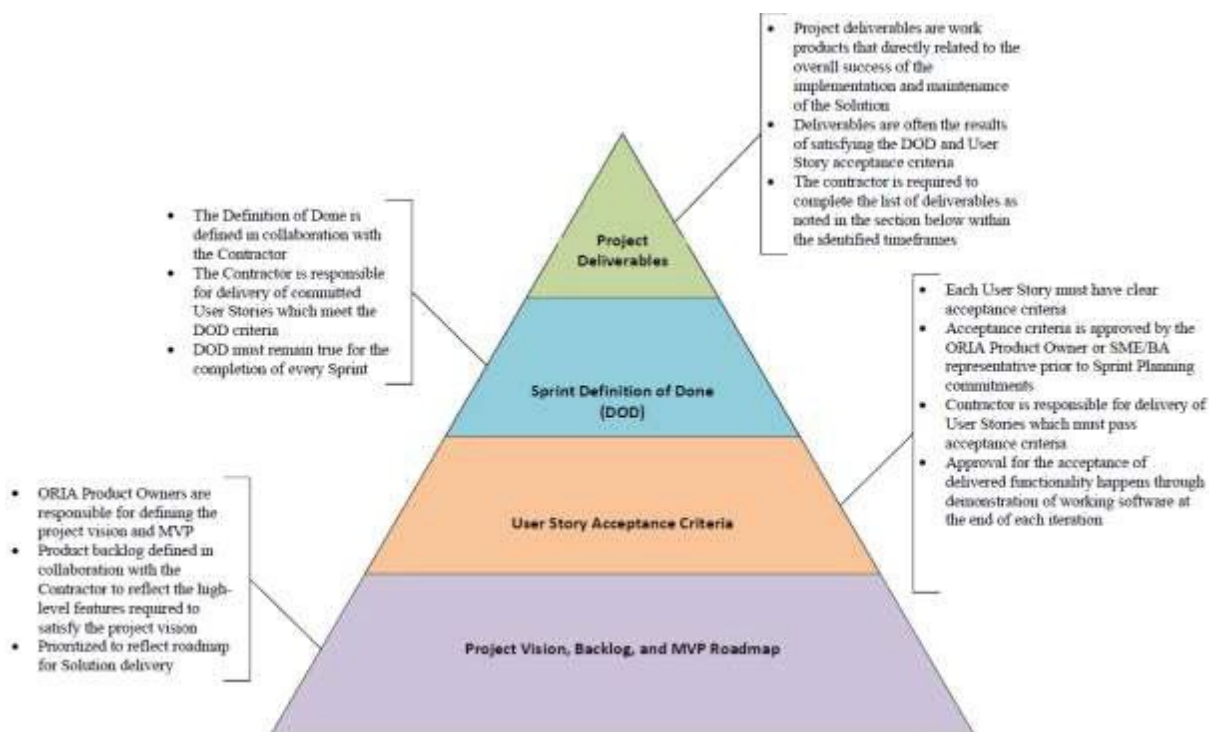 • Project deliverables are work
products that directly related to the
overall success of the
implementation and maintenance
of the Solution
• Deliverables are often the results
of satisfying the DOD and User
Story acceptance criteria
• The contractor is required to
complete the list of deliverables as
noted in the section below within
the identified timeframes
Project
Deliverables
• The Definition of Done is
defined in collaboration with
the Contractor
• The Contractor is responsible
for delivery of committed
User Stories which meet the
DOD criteria
• DOD must remain true for the
completion of every Sprint
Sprint Definition of Done
(DOD)
• Each User Story must have clear
acceptance criteria
• Acceptance criteria is approved by the
ORIA Product Owner or SME/BA
representative prior to Sprint Planning
commitments
• Contractor is responsible for delivery of
User Stories which must pass
acceptance criteria
• Approval for the acceptance of
delivered functionality happens through
demonstration of working software at
the end of each iteration
User Story Acceptance Criteria
• ORIA Product Owners are
responsible for defining the
project vision and MVP
• Product backlog defined in
collaboration with the
Contractor to reflect the high-
level features required to
satisfy the project vision
• Prioritized to reflect roadmap
for Solution delivery
Project Vision, Backlog, and MVP Roadmap